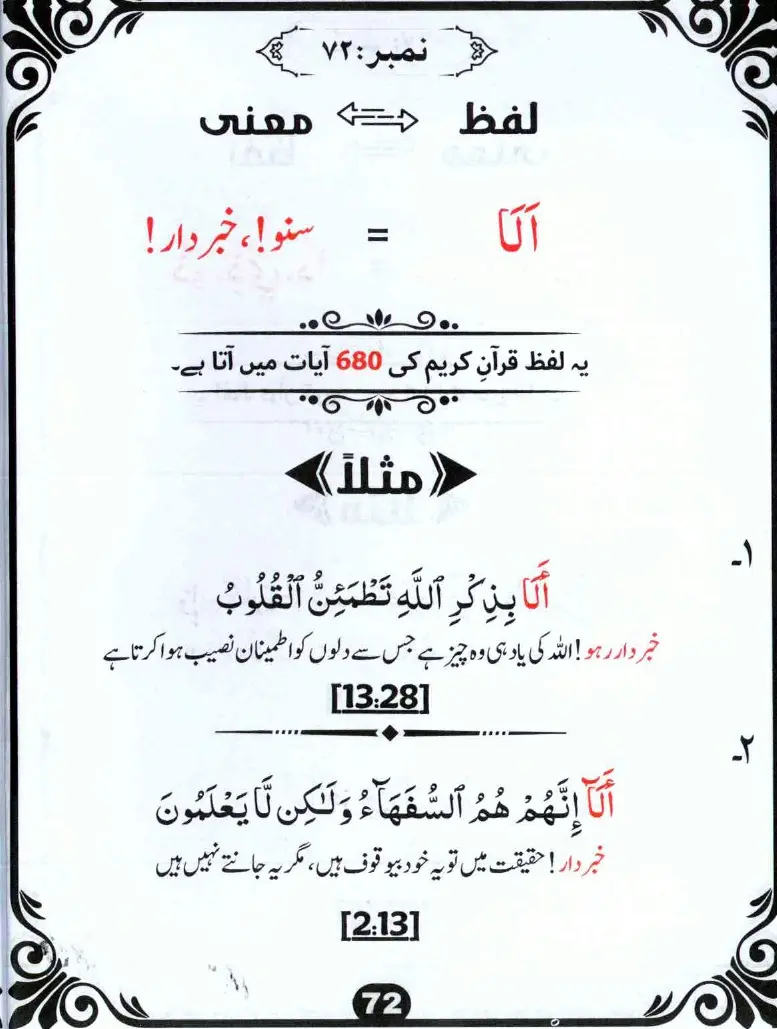 نمبر:۷۲
لفظ ⇐⇒ معنی
اَلَا = سنو!، خبردار!
یہ لفظ قرآنِ کریم کی 680 آیات میں آتا ہے۔
مثلاً
۱۔
أَلَا بِذِكْرِ ٱللَّهِ تَطْمَئِنُّ ٱلْقُلُوبُ
خبردار رہو! اللہ کی یاد ہی وہ چیز ہے جس سے دلوں کو اطمینان نصیب ہوا کرتا ہے
[13:28]
۲۔
أَلَآ إِنَّهُمْ هُمُ ٱلسُّفَهَآءُ وَلَـٰكِن لَّا يَعْلَمُونَ
خبردار! حقیقت میں تو یہ خود بیوقوف ہیں، مگر یہ جانتے نہیں ہیں
[2:13]
72